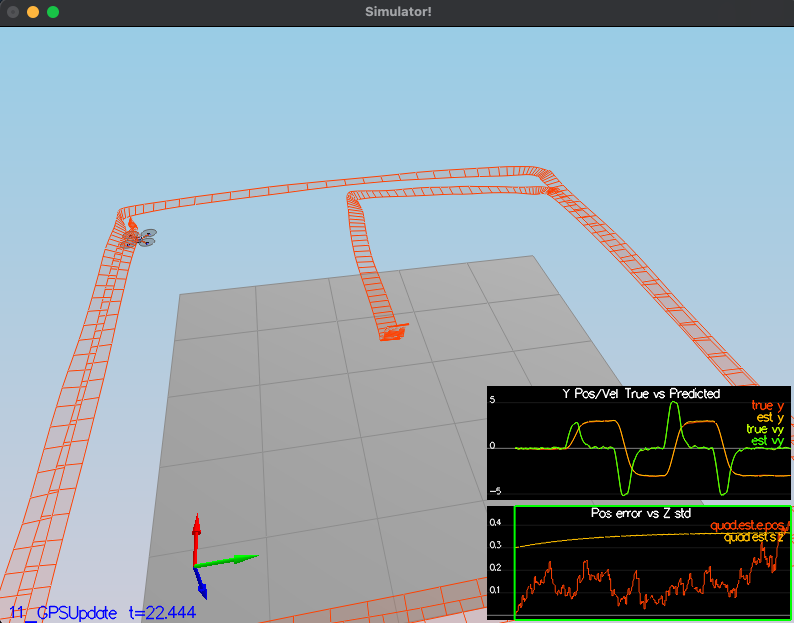 Simulator!
Y Pos/Vel True vs Predicted
5
true y
est y
true vy
0
est vy
-5
Pos error vs Z std
0.4
quad.est.e.pos
quad.est.s.z
0.3
0.2
0.1
11_GPSUpdate t=22.444